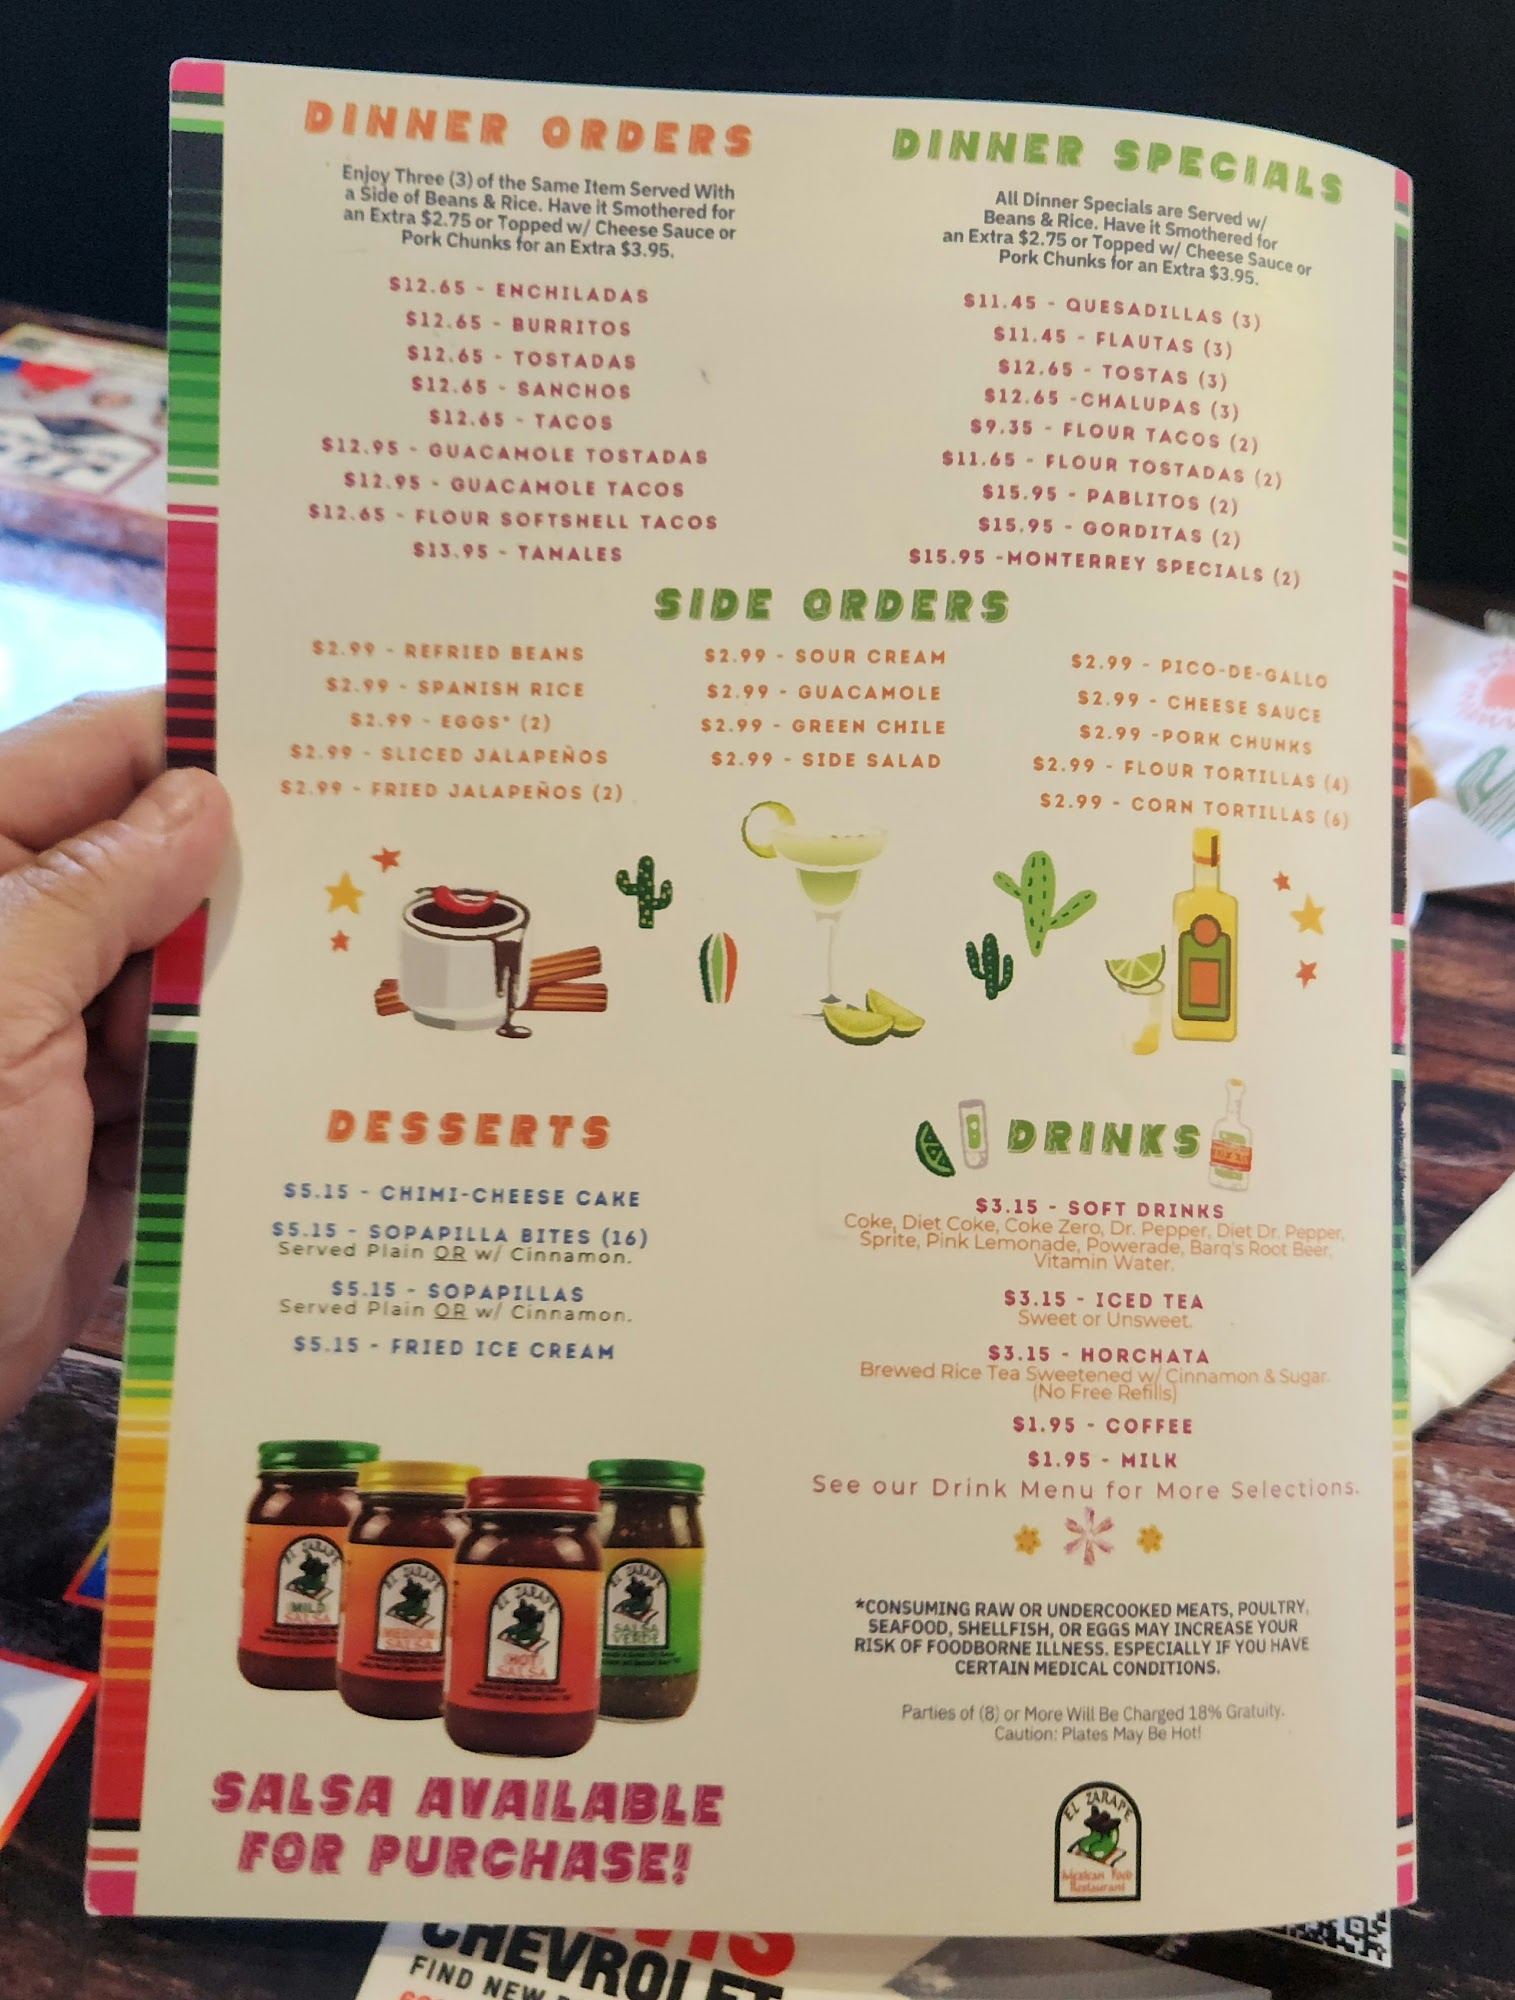 DINNER ORDERS
Enjoy Three (3) of the Same Item Served With
a Side of Beans & Rice. Have it Smothered for
an Extra $2.75 or Topped w/ Cheese Sauce or
Pork Chunks for an Extra $3.95.
$12.65 - ENCHILADAS
$12.65 - BURRITOS
$12.65 - TOSTADAS
$12.65 - SANCHOS
$12.65 - TACOS
$12.95 - GUACAMOLE TOSTADAS
$12.95 - GUACAMOLE TACOS
$12.65 - FLOUR SOFTSHELL TACOS
$13.95 - TAMALES
DINNER SPECIALS
All Dinner Specials are Served w/
Beans & Rice. Have it Smothered for
an Extra $2.75 or Topped w/ Cheese Sauce or
Pork Chunks for an Extra $3.95.
$11.45 - QUESADILLAS (3)
$11.45 - FLAUTAS (3)
$12.65 - TOSTAS (3)
$12.65 -CHALUPAS (3)
$9.35 - FLOUR TACOS (2)
$11.65 - FLOUR TOSTADAS (2)
$15.95 - PABLITOS (2)
$15.95 - GORDITAS (2)
$15.95 -MONTERREY SPECIALS (2)
SIDE ORDERS
$2.99 - REFRIED BEANS
$2.99 - SPANISH RICE
$2.99 - EGGS* (2)
$2.99 - SLICED JALAPEÑOS
$2.99 - FRIED JALAPEÑOS (2)
$2.99 - SOUR CREAM
$2.99 - GUACAMOLE
$2.99 - GREEN CHILE
$2.99 - SIDE SALAD
$2.99 - PICO-DE-GALLO
$2.99 - CHEESE SAUCE
$2.99 -PORK CHUNKS
$2.99 - FLOUR TORTILLAS (4)
$2.99 - CORN TORTILLAS (6)
DESSERTS
$5.15 - CHIMI-CHEESE CAKE
$5.15 - SOPAPILLA BITES (16)
Served Plain OR w/ Cinnamon.
$5.15 - SOPAPILLAS
Served Plain OR w/ Cinnamon.
$5.15 - FRIED ICE CREAM
DRINKS
$3.15 - SOFT DRINKS
Coke, Diet Coke, Coke Zero, Dr. Pepper, Diet Dr. Pepper,
Sprite, Pink Lemonade, Powerade, Barq's Root Beer,
Vitamin Water.
$3.15 - ICED TEA
Sweet or Unsweet.
$3.15 - HORCHATA
Brewed Rice Tea Sweetened w/ Cinnamon & Sugar.
(No Free Refills)
$1.95 - COFFEE
$1.95 - MILK
See our Drink Menu for More Selections.
*CONSUMING RAW OR UNDERCOOKED MEATS, POULTRY,
SEAFOOD, SHELLFISH, OR EGGS MAY INCREASE YOUR
RISK OF FOODBORNE ILLNESS, ESPECIALLY IF YOU HAVE
CERTAIN MEDICAL CONDITIONS.
Parties of (8) or More Will Be Charged 18% Gratuity.
Caution: Plates May Be Hot!
EL ZARAPE
MILD
SALSA
EL ZARAPE
MEDIUM
SALSA
EL ZARAPE
(HOT)
SALSA
EL ZARAPE
SALSA
VERDE
SALSA AVAILABLE
FOR PURCHASE!
EL ZARAPE
Mexican Food
Restaurant
CHEVROLET
FIND NEW